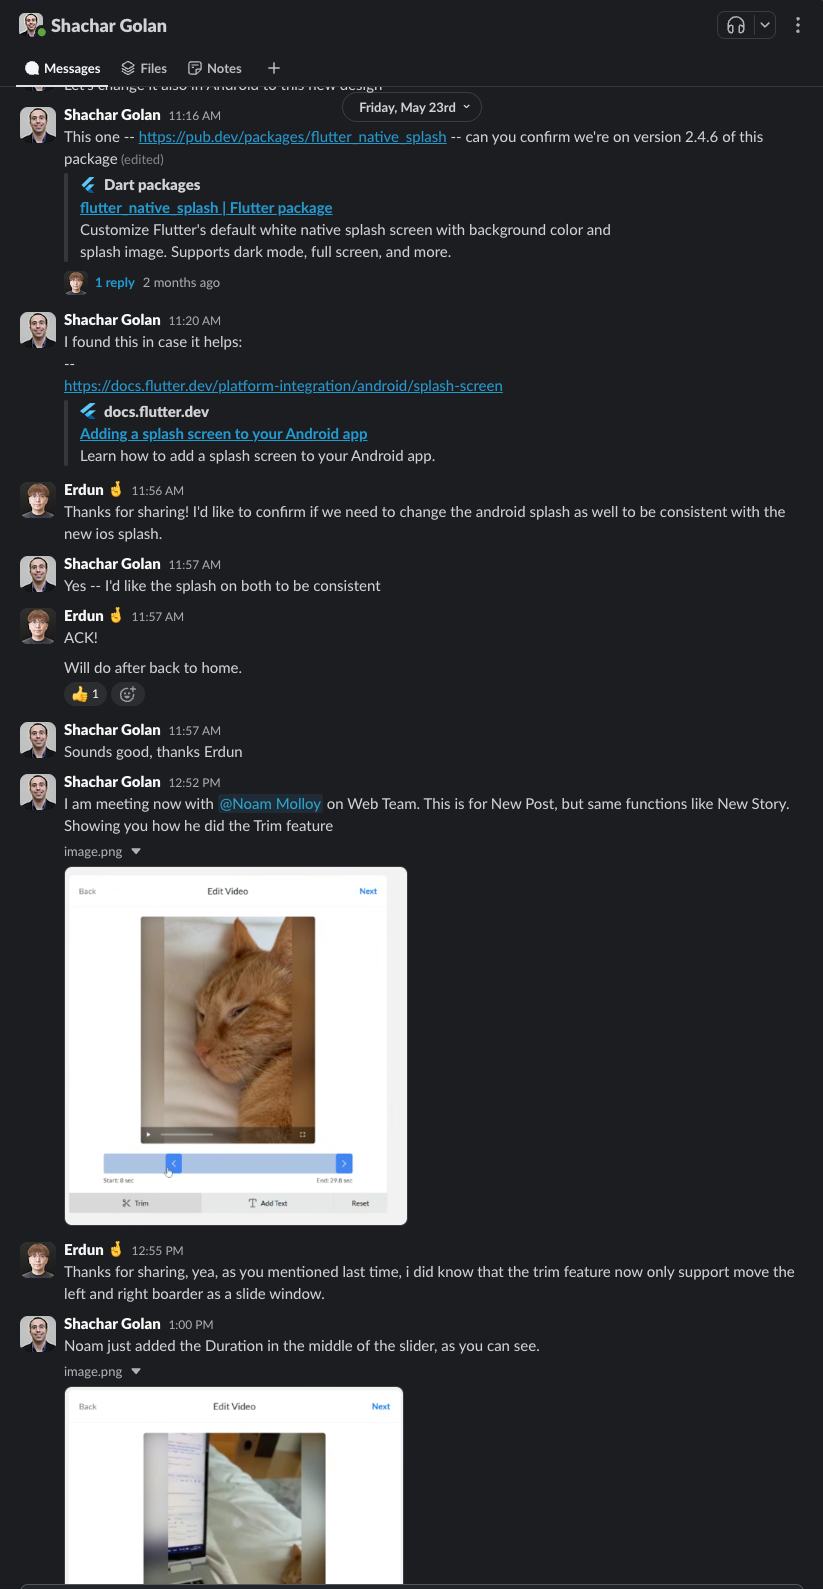 Shachar Golan
Messages
Files
Notes
Let's change it also in Android to this new design
Friday, May 23rd
Shachar Golan 11:16 AM
This one -- https://pub.dev/packages/flutter_native_splash -- can you confirm we're on version 2.4.6 of this
package (edited)
Dart packages
flutter_native_splash | Flutter package
Customize Flutter's default white native splash screen with background color and
splash image. Supports dark mode, full screen, and more.
1 reply 2 months ago
Shachar Golan 11:20 AM
I found this in case it helps:
--
https://docs.flutter.dev/platform-integration/android/splash-screen
docs.flutter.dev
Adding a splash screen to your Android app
Learn how to add a splash screen to your Android app.
Erdun 🤞 11:56 AM
Thanks for sharing! I'd like to confirm if we need to change the android splash as well to be consistent with the
new ios splash.
Shachar Golan 11:57 AM
Yes -- I'd like the splash on both to be consistent
Erdun 🤞 11:57 AM
ACK!
Will do after back to home.
👍 1
Shachar Golan 11:57 AM
Sounds good, thanks Erdun
Shachar Golan 12:52 PM
I am meeting now with @Noam Molloy on Web Team. This is for New Post, but same functions like New Story.
Showing you how he did the Trim feature
image.png
Back Edit Video Next
Start: 8 sec End: 29.8 sec
Trim Add Text Reset
Erdun 🤞 12:55 PM
Thanks for sharing, yea, as you mentioned last time, i did know that the trim feature now only support move the
left and right boarder as a slide window.
Shachar Golan 1:00 PM
Noam just added the Duration in the middle of the slider, as you can see.
image.png
Back Edit Video Next